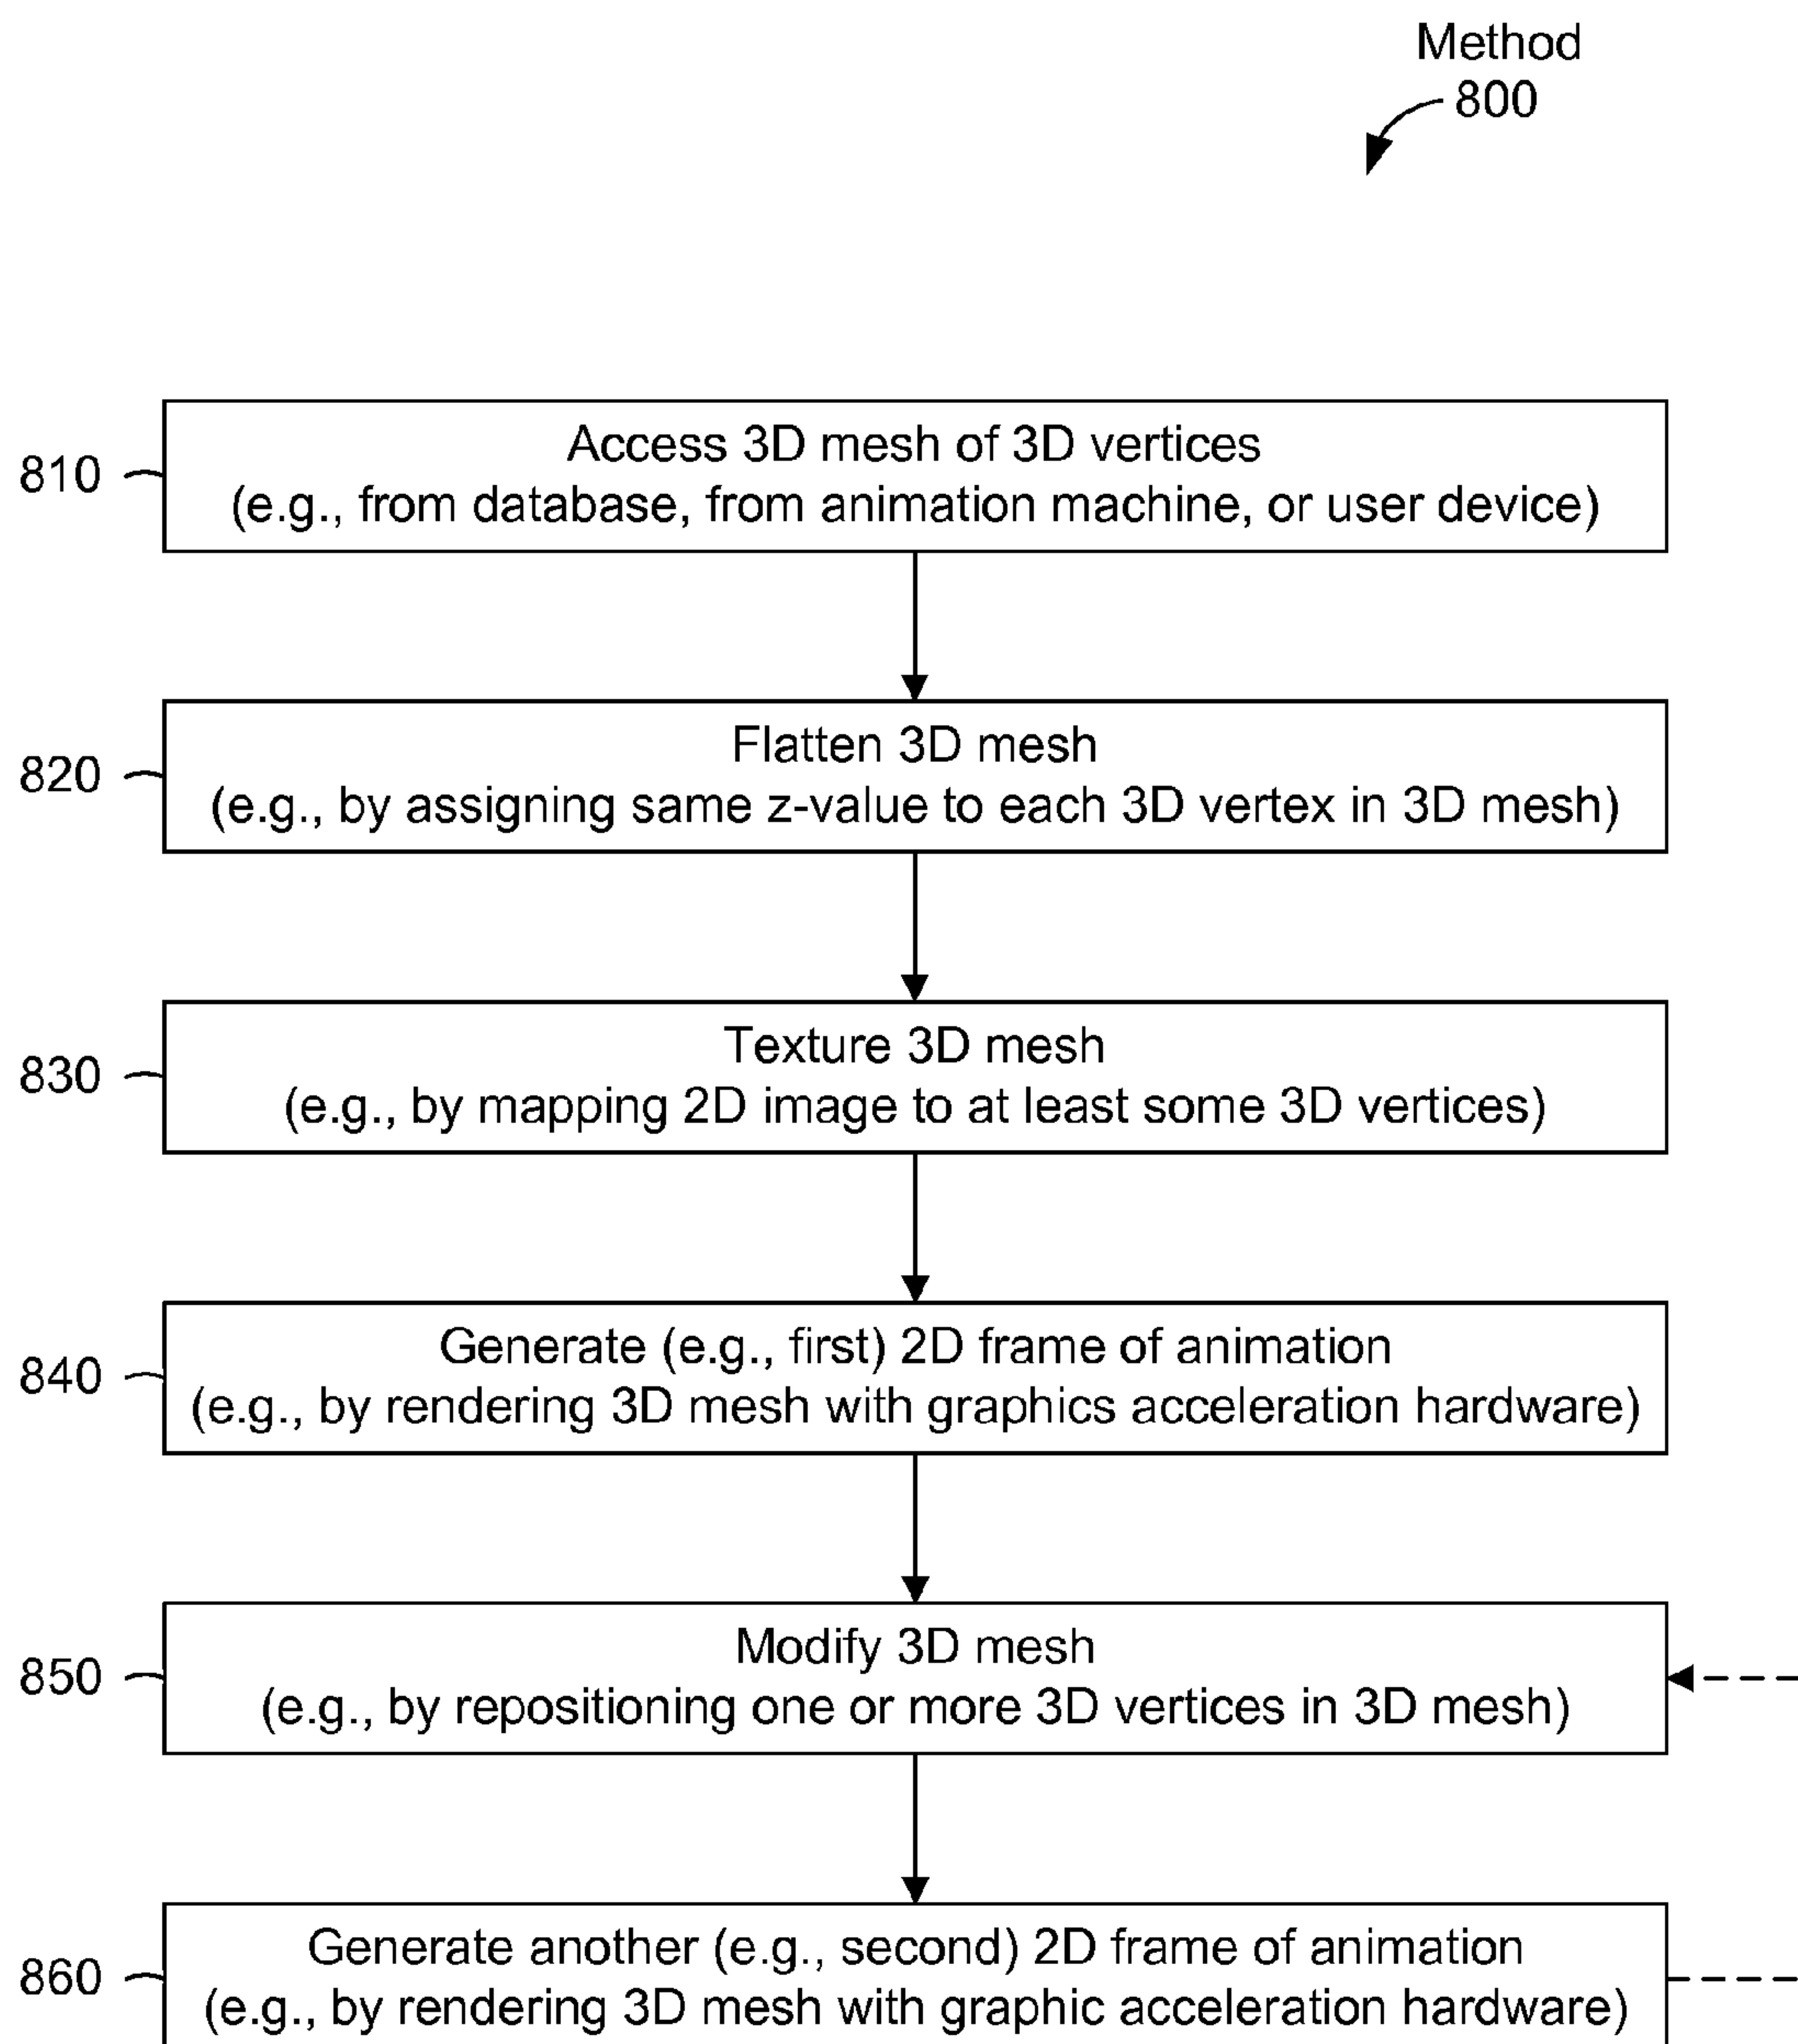 Method
800
810
Access 3D mesh of 3D vertices
(e.g., from database, from animation machine, or user device)
820
Flatten 3D mesh
(e.g., by assigning same z-value to each 3D vertex in 3D mesh)
830
Texture 3D mesh
(e.g., by mapping 2D image to at least some 3D vertices)
840
Generate (e.g., first) 2D frame of animation
(e.g., by rendering 3D mesh with graphics acceleration hardware)
850
Modify 3D mesh
(e.g., by repositioning one or more 3D vertices in 3D mesh)
860
Generate another (e.g., second) 2D frame of animation
(e.g., by rendering 3D mesh with graphic acceleration hardware)